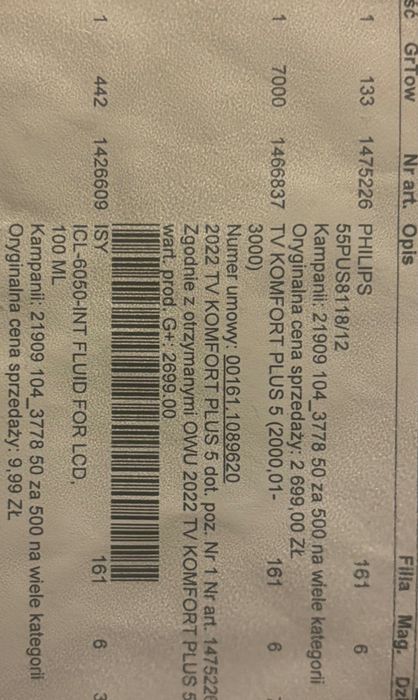 ść GrTow Nr art. Opis Filia Mag.
1 133 1475226 PHILIPS 161 6
55PUS8118/12
Kampanii: 21909 104_3778 50 za 500 na wiele kategorii
Oryginalna cena sprzedaży: 2 699,00 ZŁ
1 7000 1466837 TV KOMFORT PLUS 5 (2000,01- 161 6
3000)
Numer umowy: 00161.1089620
2022 TV KOMFORT PLUS 5 dot. poz. Nr 1 Nr art. 1475226
Zgodnie z otrzymanymi OWU 2022 TV KOMFORT PLUS 5
wart. prod. G+: 2699.00
1 442 1426609 ISY 161 6 3
ICL-6050-INT FLUID FOR LCD,
100 ML
Kampanii: 21909 104_3778 50 za 500 na wiele kategorii
Oryginalna cena sprzedaży: 9,99 ZŁ